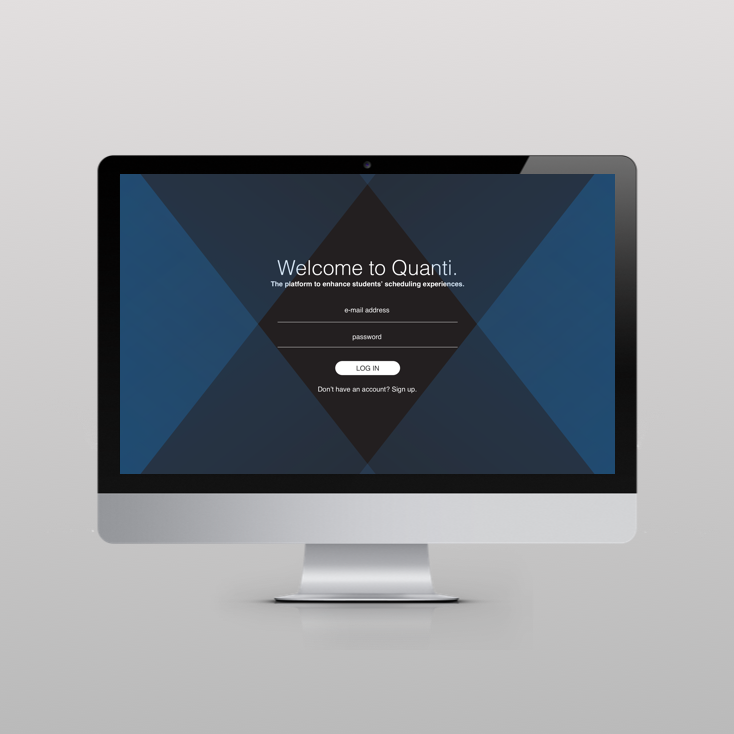 Welcome to Quanti.
The platform to enhance students' scheduling experiences.
e-mail address
password
LOG IN
Don't have an account? Sign up.